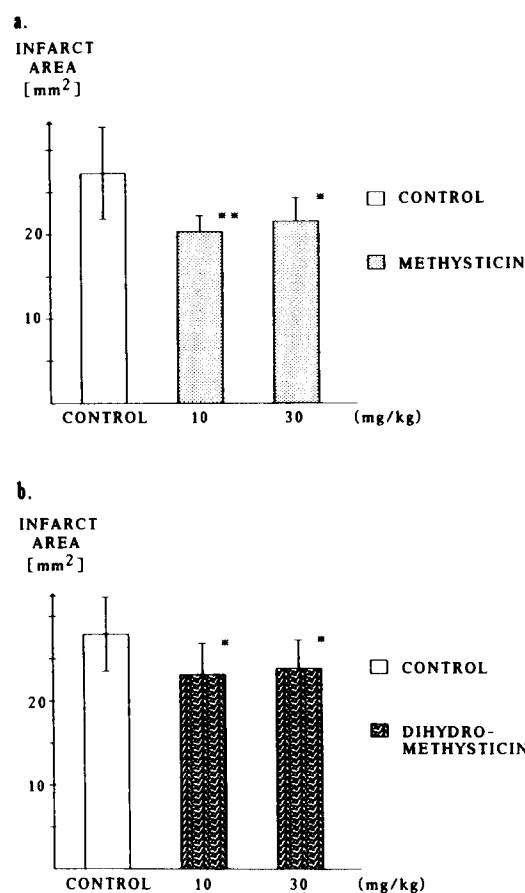 a.
INFARCT
AREA
[mm²]
20
10
**
*
CONTROL
METHYSTICIN
CONTROL 10 30 (mg/kg)
b.
INFARCT
AREA
[mm²]
20
10
*
*
CONTROL
DIHYDRO-
METHYSTICIN
CONTROL 10 30 (mg/kg)